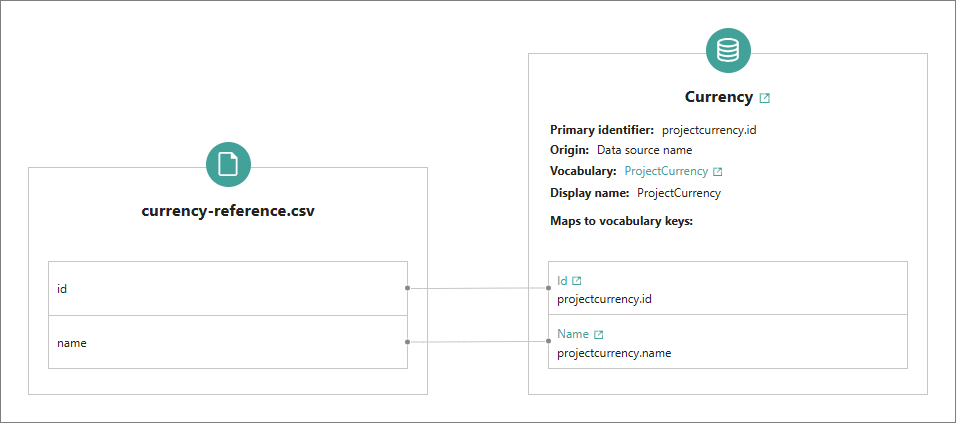 currency-reference.csv
id
name
Currency
Primary identifier: projectcurrency.id
Origin: Data source name
Vocabulary: ProjectCurrency
Display name: ProjectCurrency
Maps to vocabulary keys:
Id
projectcurrency.id
Name
projectcurrency.name